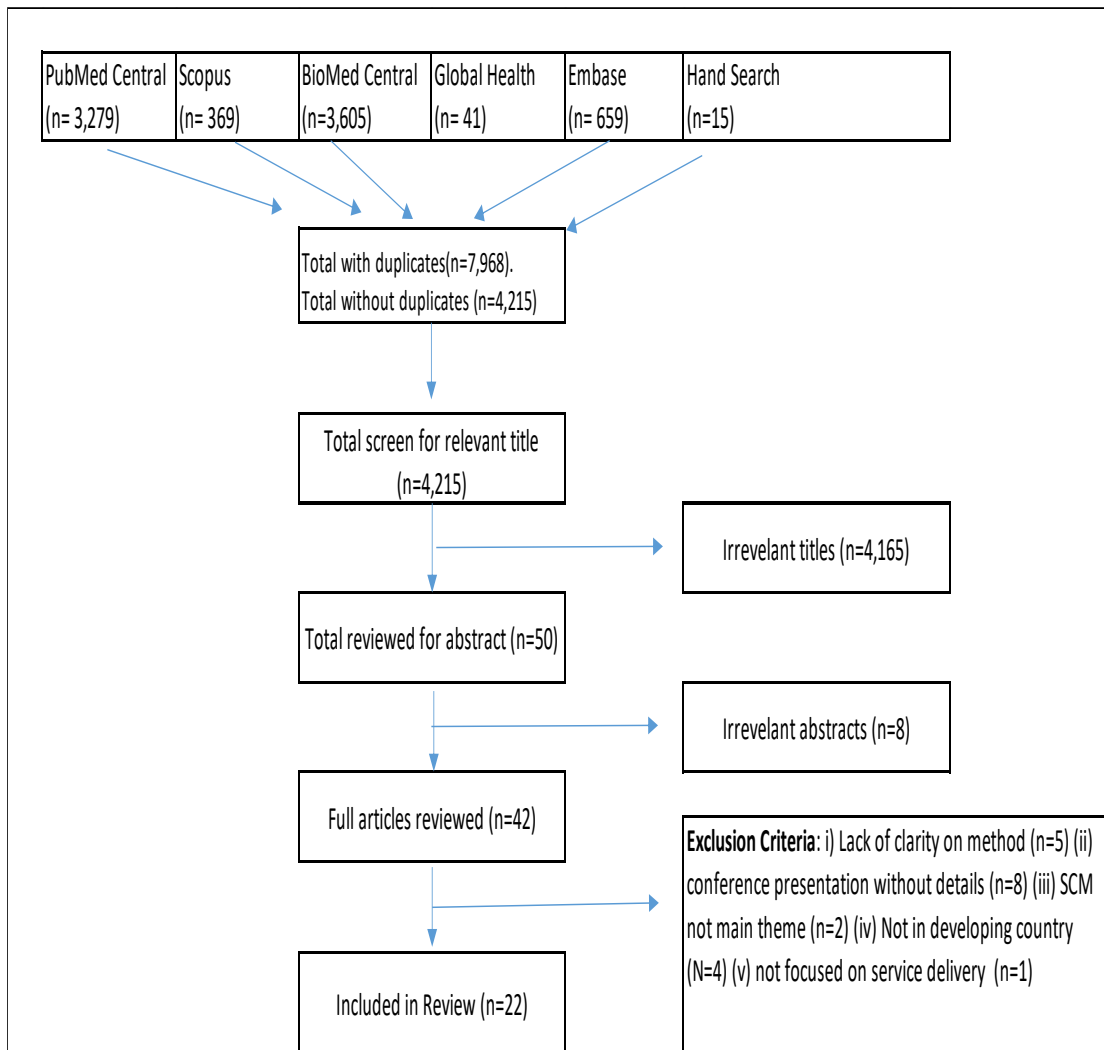 PubMed Central
(n= 3,279)
Scopus
(n= 369)
BioMed Central
(n=3,605)
Global Health
(n= 41)
Embase
(n= 659)
Hand Search
(n=15)
Total with duplicates(n=7,968).
Total without duplicates (n=4,215)
Total screen for relevant title
(n=4,215)
Irrevelant titles (n=4,165)
Total reviewed for abstract (n=50)
Irrevelant abstracts (n=8)
Full articles reviewed (n=42)
Exclusion Criteria: i) Lack of clarity on method (n=5) (ii)
conference presentation without details (n=8) (iii) SCM
not main theme (n=2) (iv) Not in developing country
(N=4) (v) not focused on service delivery (n=1)
Included in Review (n=22)